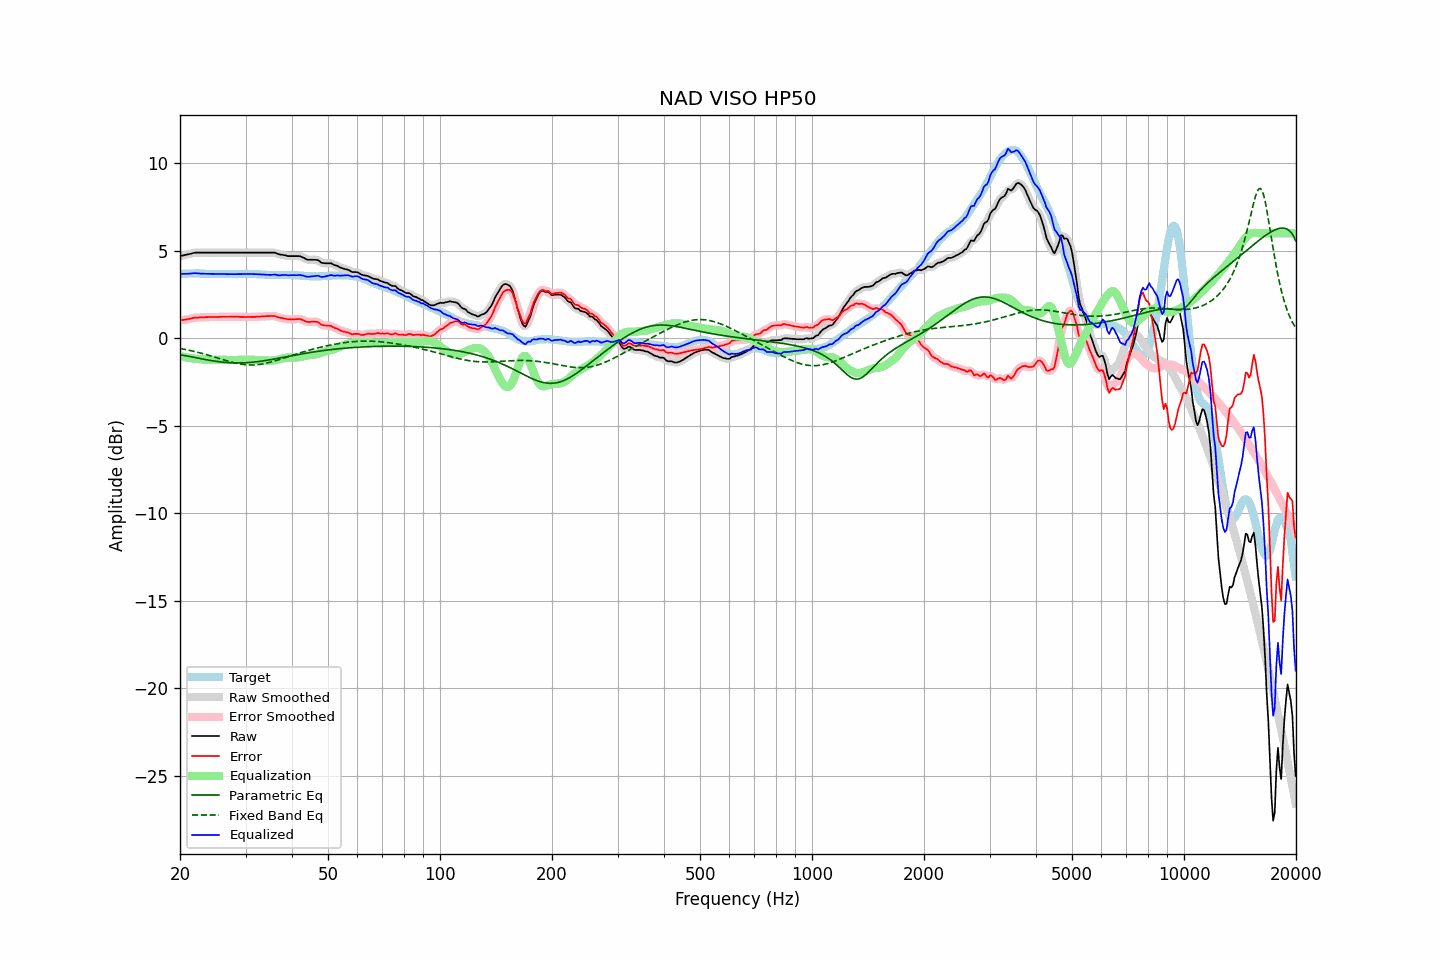 NAD VISO HP50
10
5
0
−5
−10
−15
−20
−25
Amplitude (dBr)
Target
Raw Smoothed
Error Smoothed
Raw
Error
Equalization
Parametric Eq
Fixed Band Eq
Equalized
20 50 100 200 500 1000 2000 5000 10000 20000
Frequency (Hz)